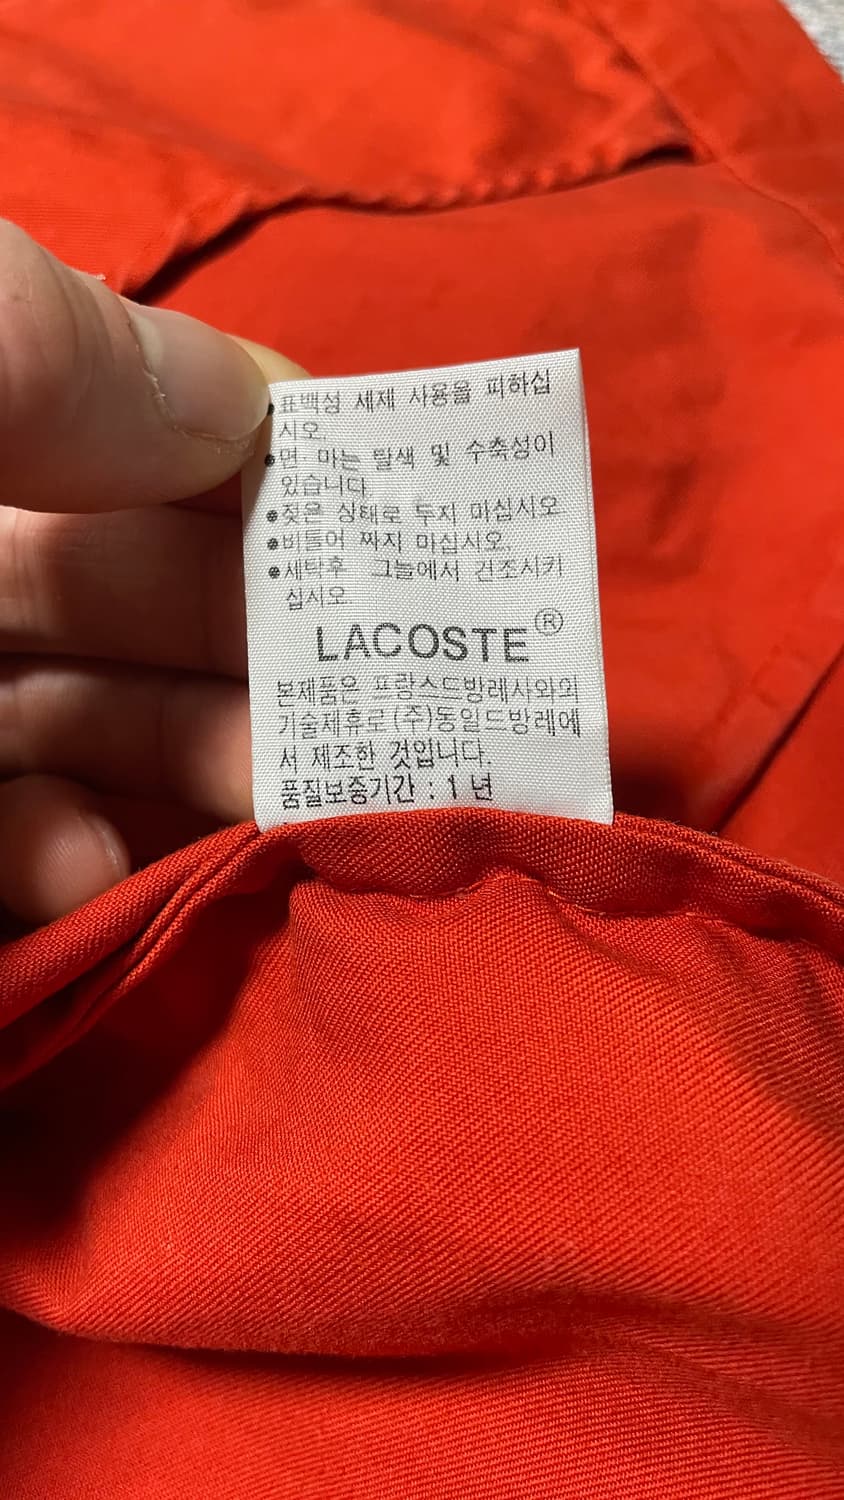 ● 표백성 세제 사용을 피하십
시오.
● 면 마는 탈색 및 수축성이
있습니다.
● 젖은 상태로 두지 마십시오
● 비틀어 짜지 마십시오.
● 세탁후 그늘에서 건조시키
십시오.
LACOSTE®
본제품은 프랑스드방레사와의
기술제휴로(주)동일드방레에
서 제조한 것입니다.
품질보증기간 : 1 년